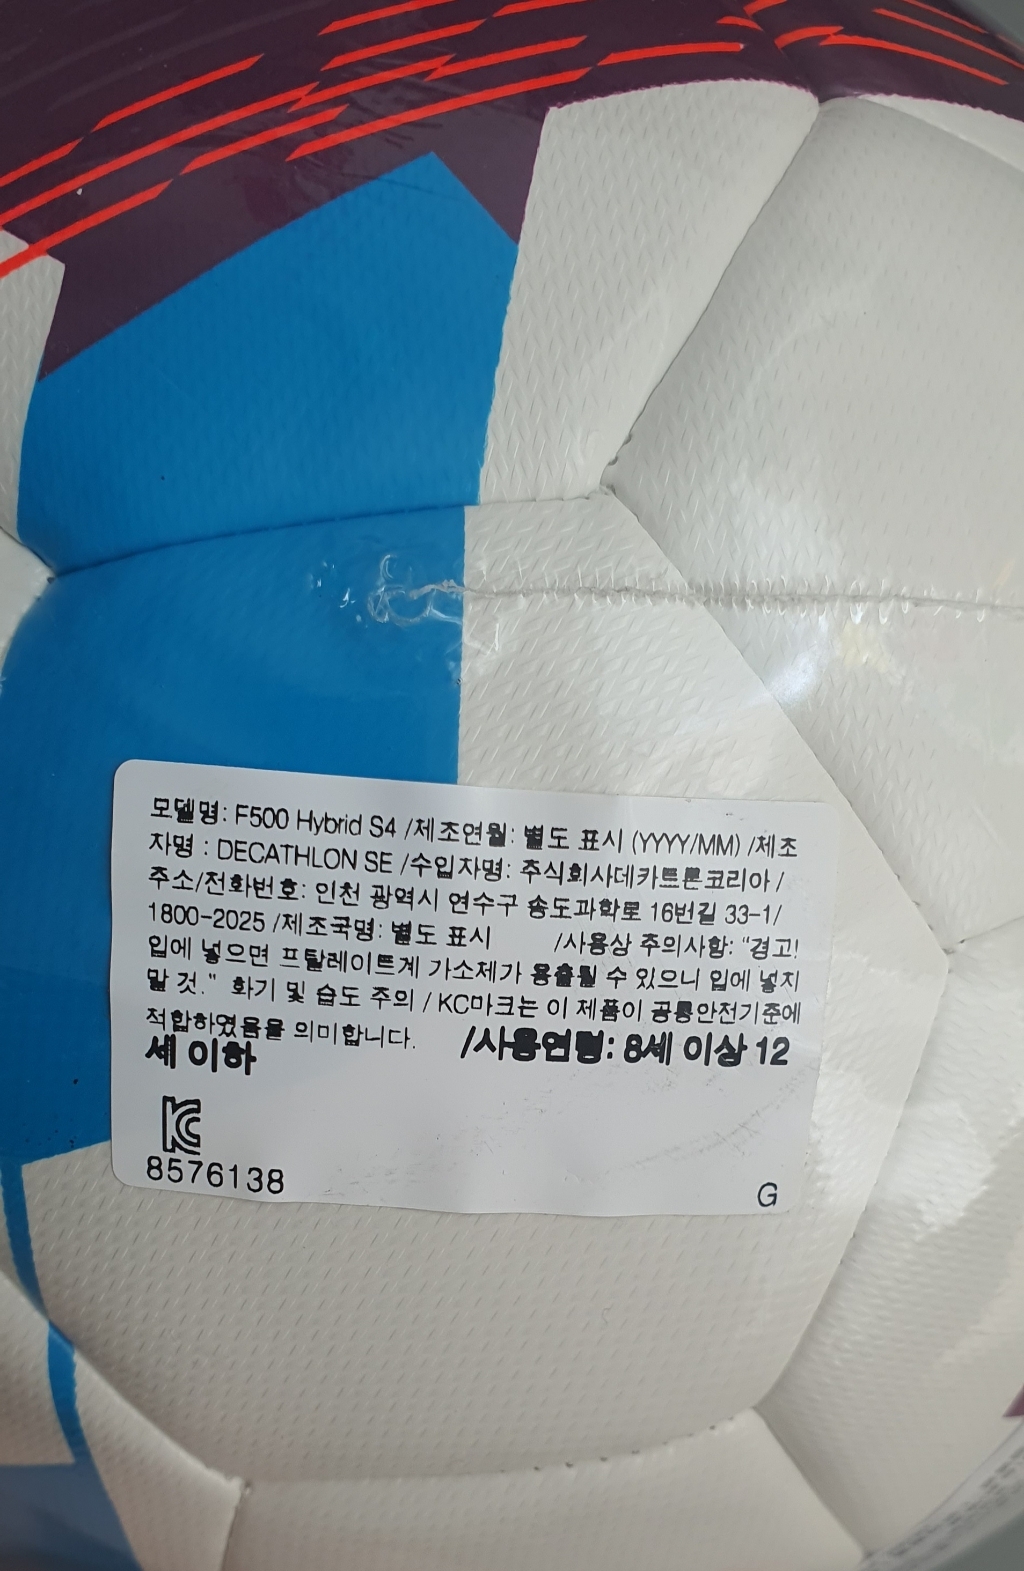 모델명: F500 Hybrid S4 /제조연월: 별도 표시 (YYYY/MM) /제조
자명 : DECATHLON SE /수입자명: 주식회사데카트론코리아 /
주소/전화번호: 인천 광역시 연수구 송도과학로 16번길 33-1/
1800-2025 /제조국명: 별도 표시 /사용상 주의사항: "경고!
입에 넣으면 프탈레이트계 가소제가 용출될 수 있으니 입에 넣지
말 것." 화기 및 습도 주의 / KC마크는 이 제품이 공통안전기준에
적합하였음을 의미합니다. /사용연령: 8세 이상 12
세 이하
KC
8576138
G